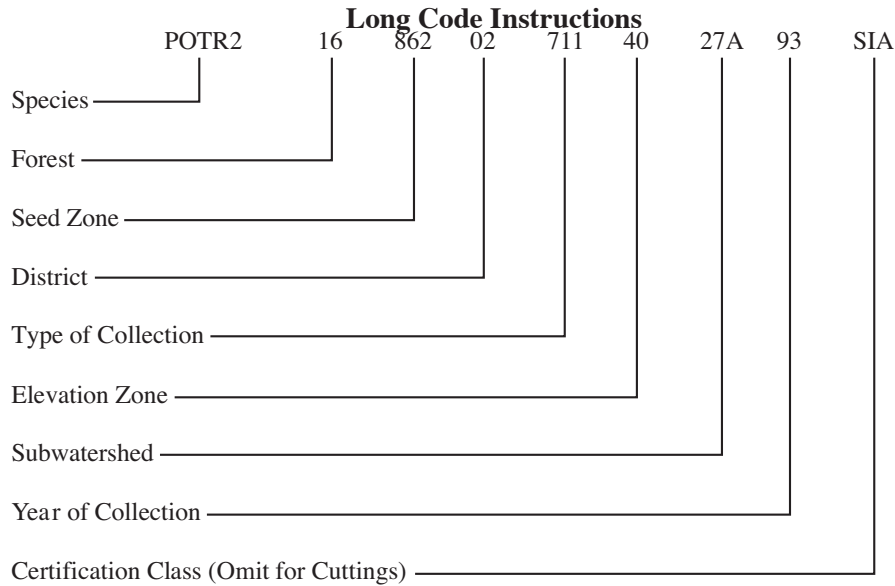 Long Code Instructions
POTR2 16 862 02 711 40 27A 93 SIA
Species
Forest
Seed Zone
District
Type of Collection
Elevation Zone
Subwatershed
Year of Collection
Certification Class (Omit for Cuttings)